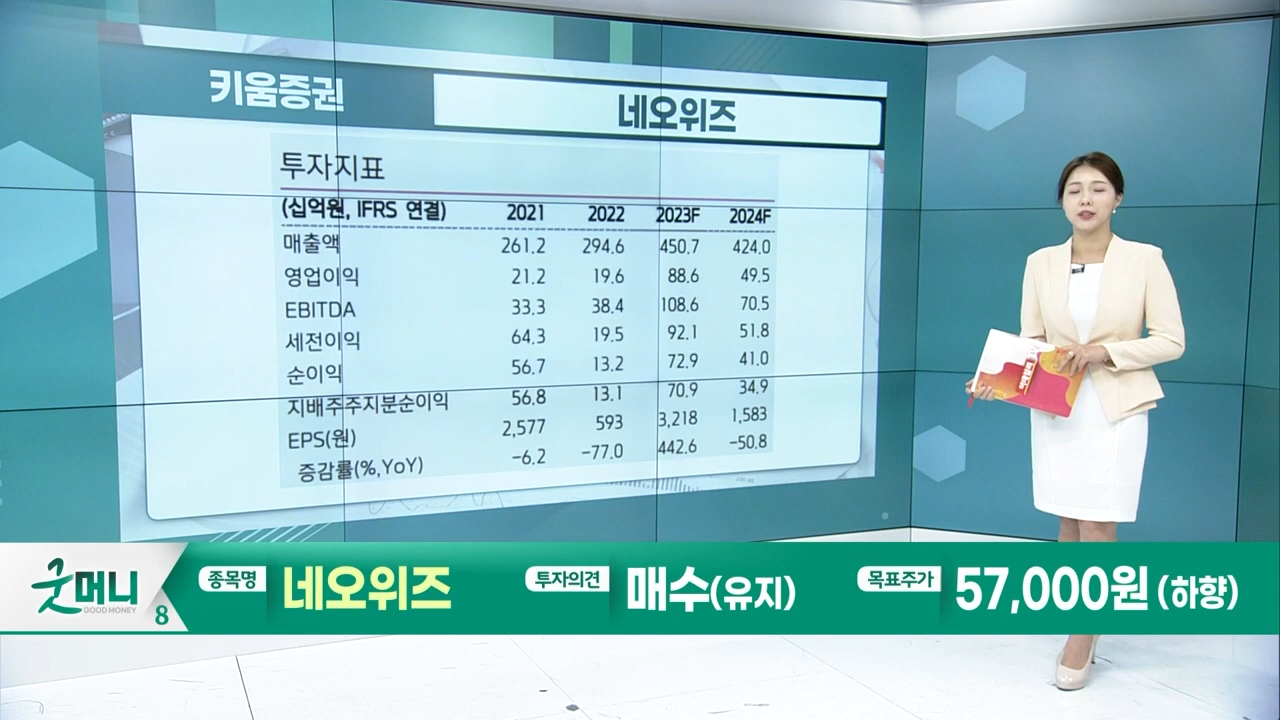 키움증권
네오위즈
투자지표
(십억원, IFRS 연결) 2021 2022 2023F 2024F
매출액 261.2 294.6 450.7 424.0
영업이익 21.2 19.6 88.6 49.5
EBITDA 33.3 38.4 108.6 70.5
세전이익 64.3 19.5 92.1 51.8
순이익 56.7 13.2 72.9 41.0
지배주주지분순이익 56.8 13.1 70.9 34.9
EPS(원) 2,577 593 3,218 1,583
증감률(%,YoY) -6.2 -77.0 442.6 -50.8
굿머니
GOOD MONEY
8
종목명 네오위즈 투자의견 매수(유지) 목표주가 57,000원 (하향)